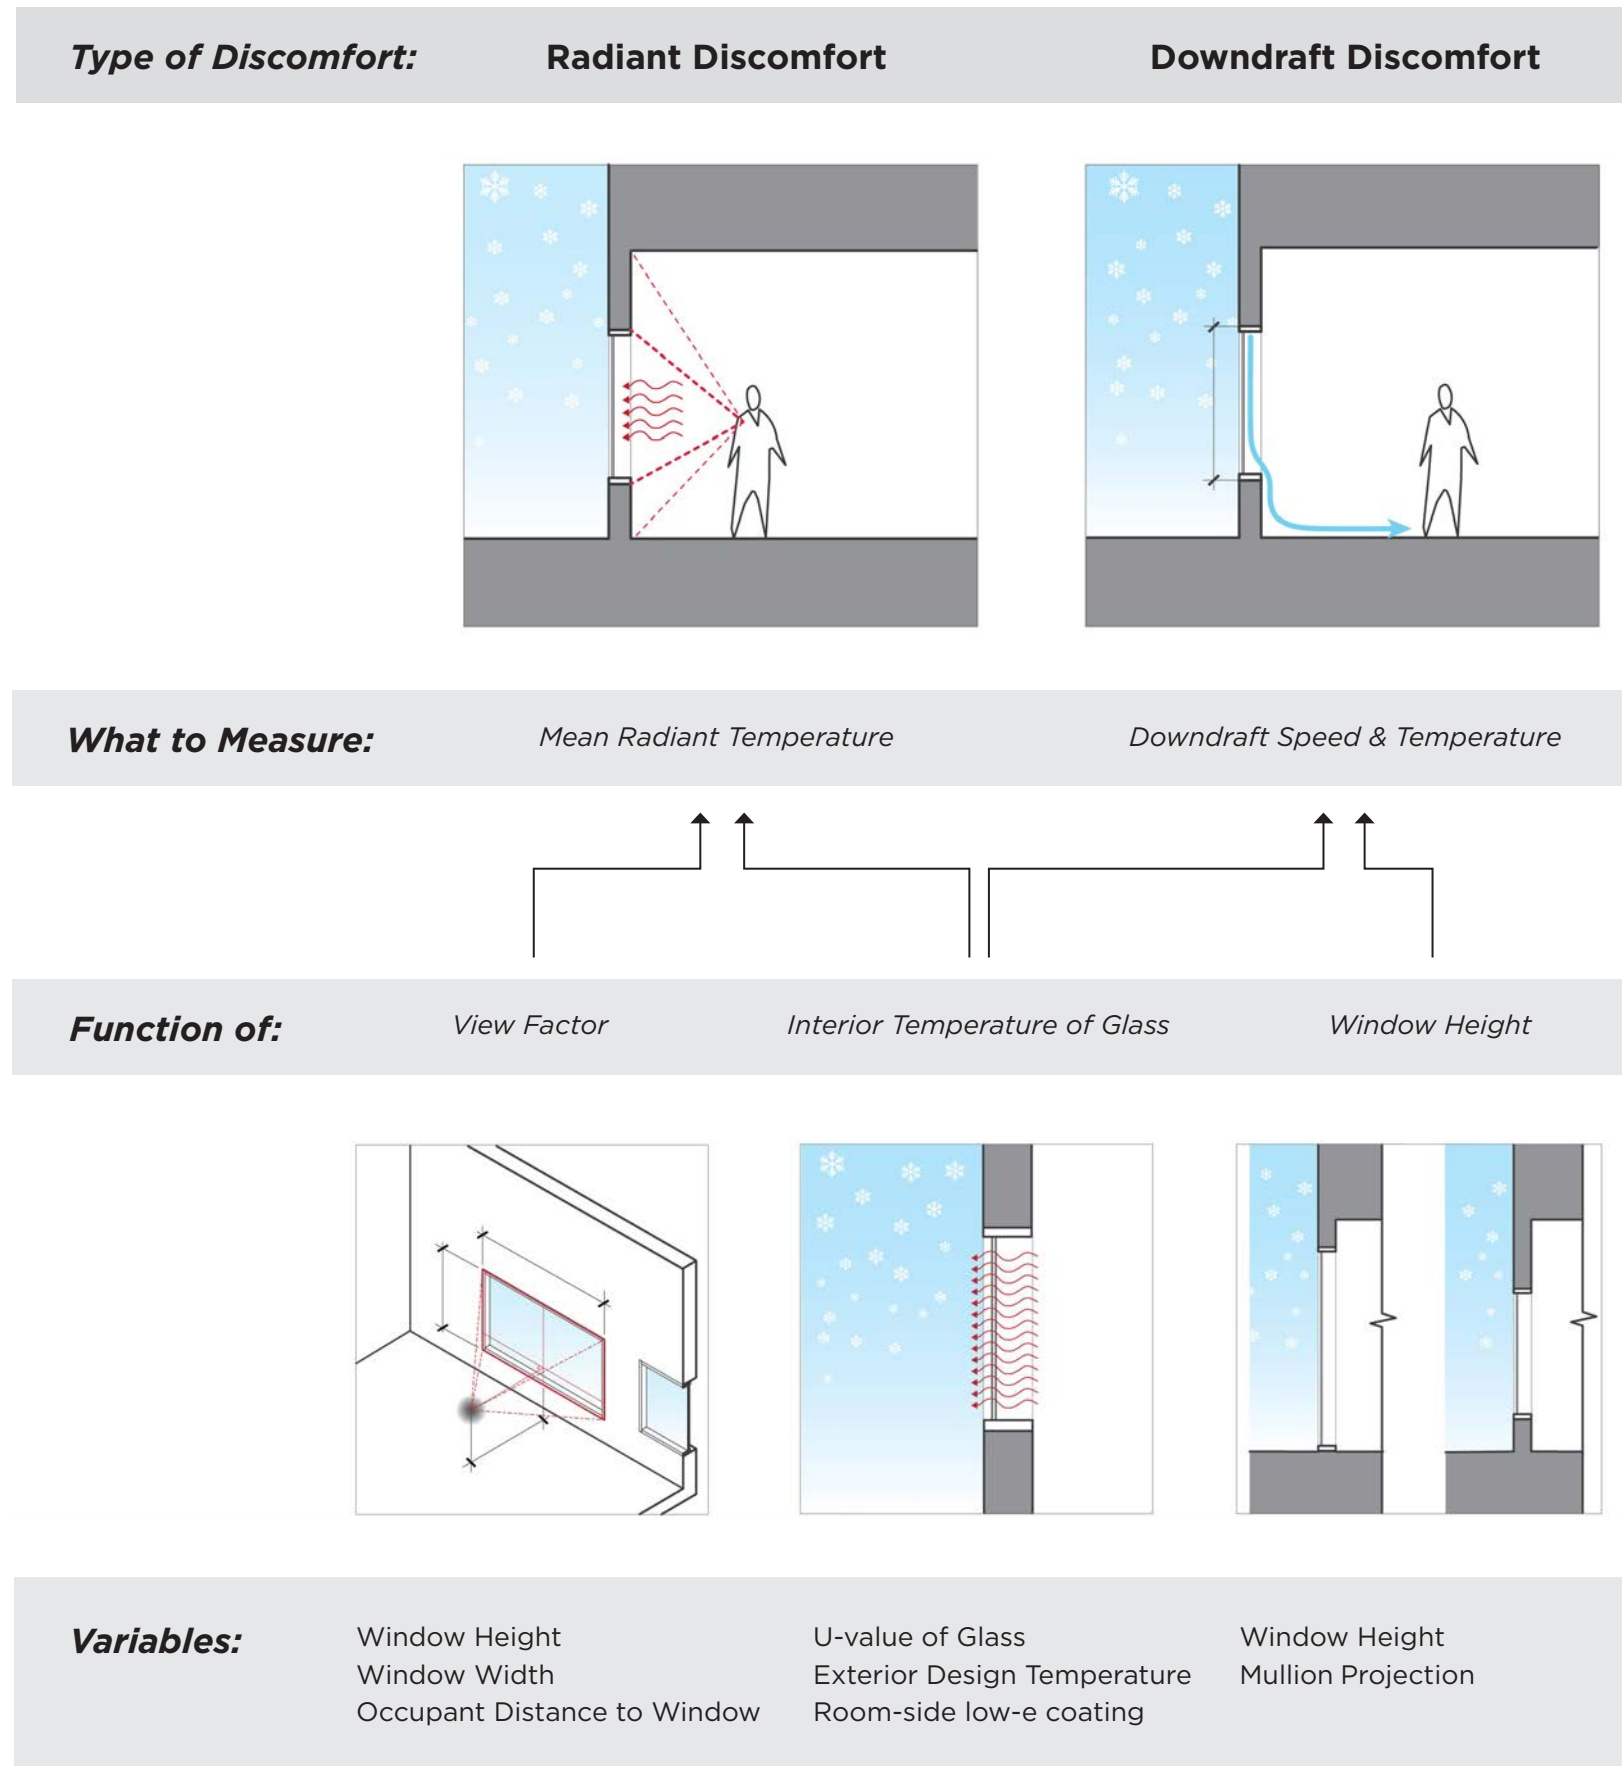 Type of Discomfort: Radiant Discomfort Downdraft Discomfort
What to Measure: Mean Radiant Temperature Downdraft Speed & Temperature
Function of: View Factor Interior Temperature of Glass Window Height
Variables: Window Height U-value of Glass Window Height
Window Width Exterior Design Temperature Mullion Projection
Occupant Distance to Window Room-side low-e coating